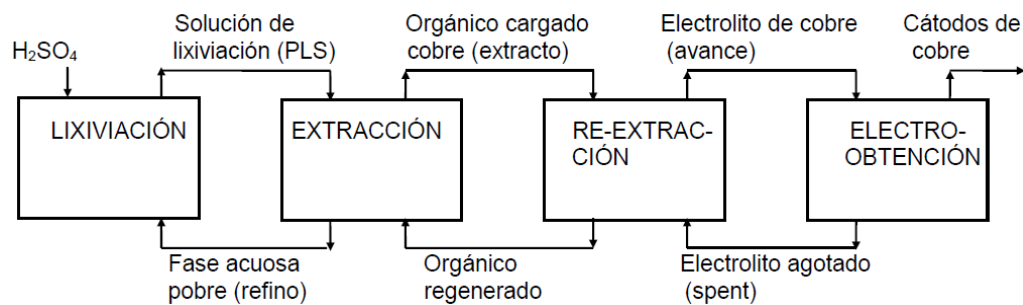 H₂SO₄
Solución de
lixiviación (PLS)
Orgánico cargado
cobre (extracto)
Electrolito de cobre
(avance)
Cátodos de
cobre
LIXIVIACIÓN
EXTRACCIÓN
RE-EXTRAC-
CIÓN
ELECTRO-
OBTENCIÓN
Fase acuosa
pobre (refino)
Orgánico
regenerado
Electrolito agotado
(spent)